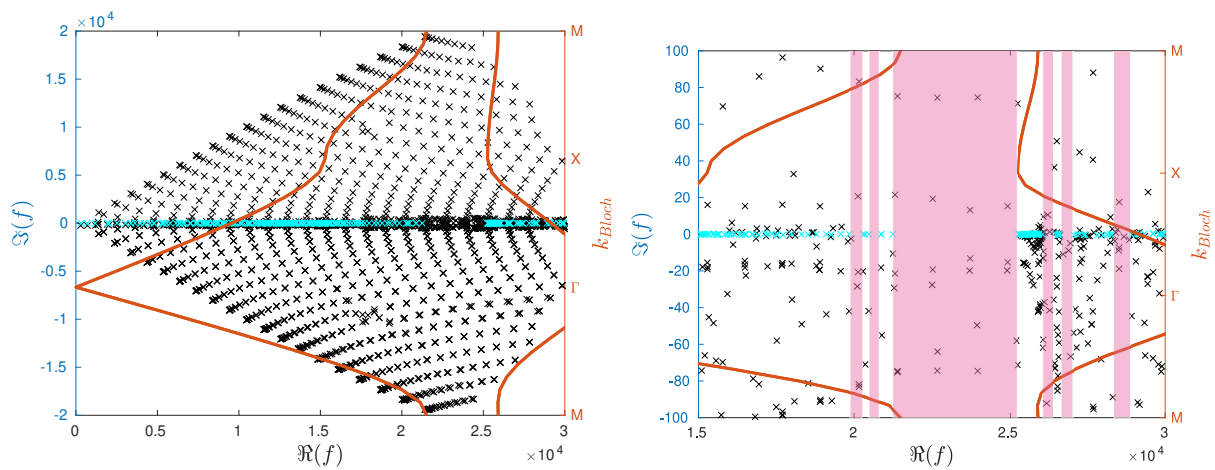 ×10⁴
2
1.5
1
0.5
0
-0.5
-1
-1.5
-2
ℑ(f)
0 0.5 1 1.5 2 2.5 3
ℜ(f) ×10⁴
M
X
Γ
M
k_Bloch
100
80
60
40
20
0
-20
-40
-60
-80
-100
ℑ(f)
1.5 2 2.5 3
ℜ(f) ×10⁴
M
X
Γ
M
k_Bloch